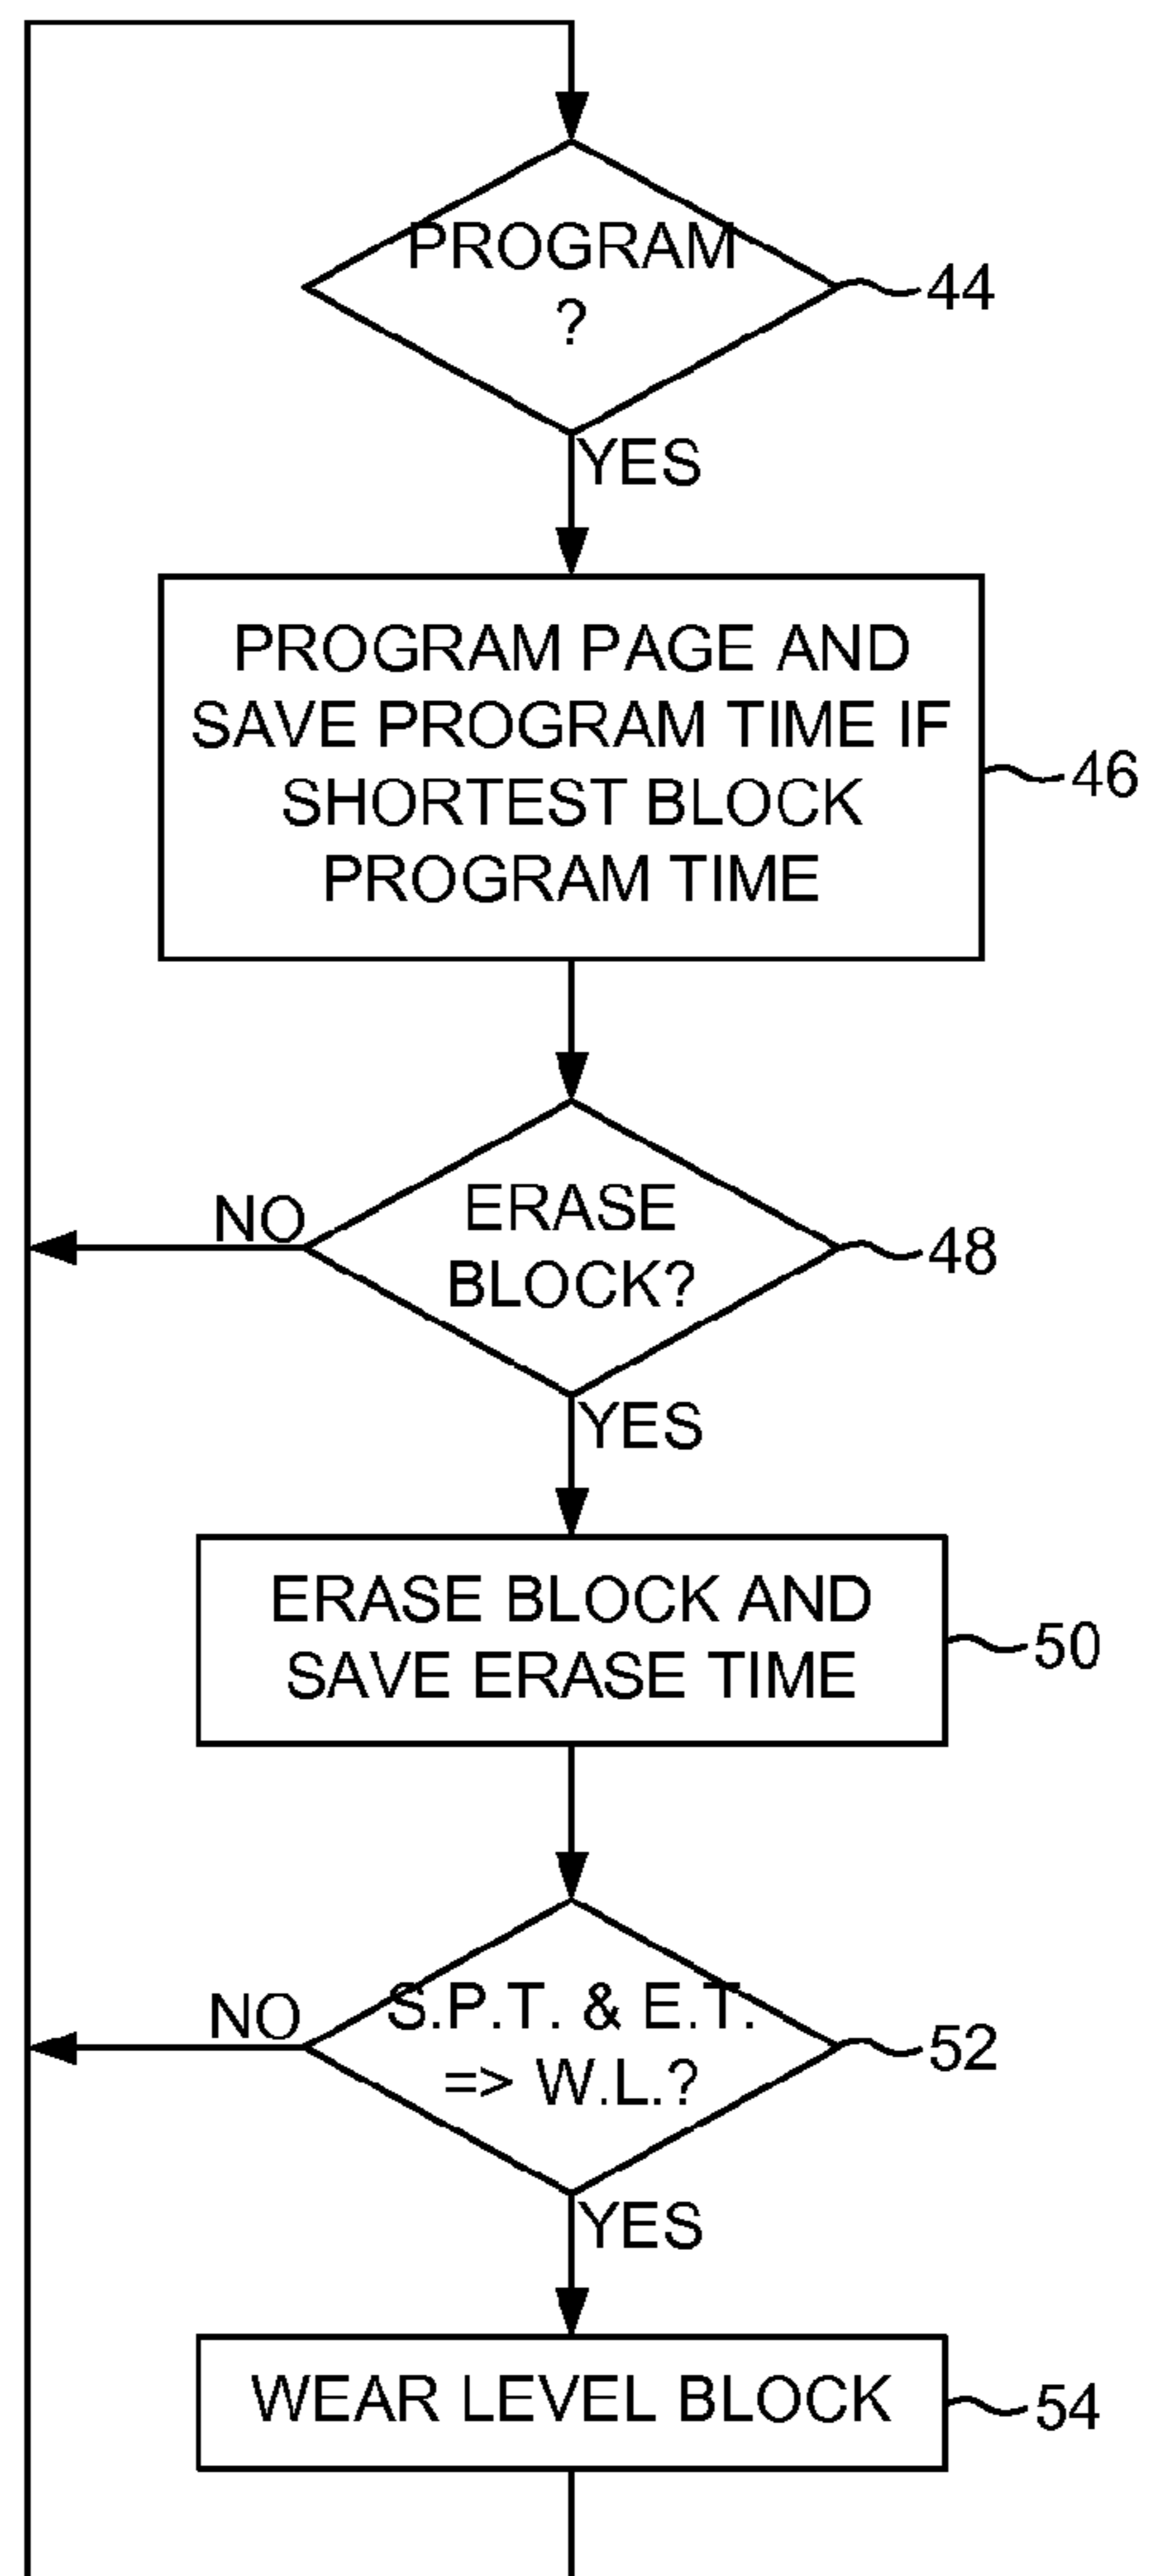 PROGRAM
?
44
YES
PROGRAM PAGE AND
SAVE PROGRAM TIME IF
SHORTEST BLOCK
PROGRAM TIME
46
NO
ERASE
BLOCK?
48
YES
ERASE BLOCK AND
SAVE ERASE TIME
50
NO
S.P.T. & E.T.
=> W.L.?
52
YES
WEAR LEVEL BLOCK
54